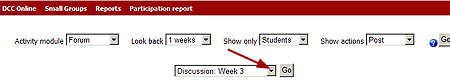 DCC Online Small Groups Reports Participation report
Activity module Forum Look back 1 weeks Show only Students Show actions Post ? Go
Discussion: Week 3 Go